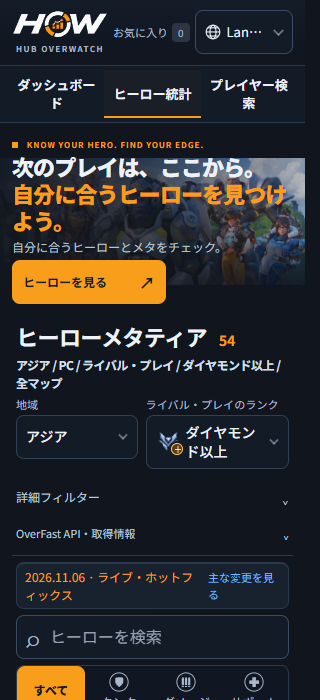 HOW
HUB OVERWATCH
お気に入り 0
Lan…
ダッシュボー
ド
ヒーロー統計
プレイヤー検
索
KNOW YOUR HERO. FIND YOUR EDGE.
次のプレイは、ここから。
自分に合うヒーローを見つけ
よう。
自分に合うヒーローとメタをチェック。
ヒーローを見る ↗
ヒーローメタティア 54
アジア / PC / ライバル・プレイ / ダイヤモンド以上 /
全マップ
地域
ライバル・プレイのランク
アジア
ダイヤモン
ド以上
詳細フィルター
OverFast API・取得情報
2026.11.06 · ライブ・ホットフ
ィックス
主な変更を見
る
ヒーローを検索
すべて